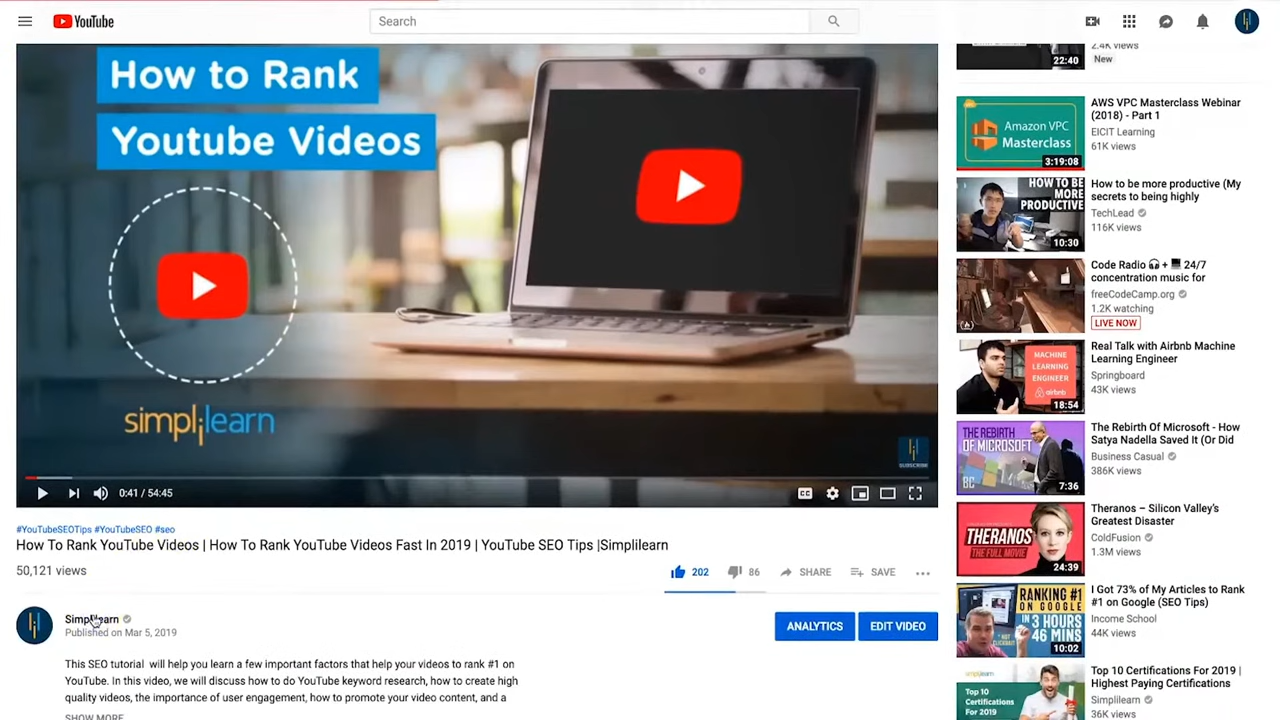 YouTube
Search
How to Rank
Youtube Videos
simplilearn
SUBSCRIBE
0:41 / 54:45
CC
#YouTubeSEOTips #YouTubeSEO #seo
How To Rank YouTube Videos | How To Rank YouTube Videos Fast In 2019 | YouTube SEO Tips |Simplilearn
50,121 views
202
86
SHARE
SAVE
Simplilearn
Published on Mar 5, 2019
ANALYTICS
EDIT VIDEO
This SEO tutorial will help you learn a few important factors that help your videos to rank #1 on
YouTube. In this video, we will discuss how to do YouTube keyword research, how to create high
quality videos, the importance of user engagement, how to promote your video content, and a
SHOW MORE
2.4K views
New
22:40
Amazon VPC
Masterclass
3:19:08
AWS VPC Masterclass Webinar
(2018) - Part 1
EICIT Learning
61K views
HOW TO BE
MORE
PRODUCTIVE
10:30
How to be more productive (My
secrets to being highly
TechLead
116K views
Code Radio 🎧 + 💻 24/7
concentration music for
freeCodeCamp.org
1.2K watching
LIVE NOW
MACHINE
LEARNING
ENGINEER
airbnb
18:54
Real Talk with Airbnb Machine
Learning Engineer
Springboard
43K views
THE REBIRTH
OF MICROSOFT
BC
7:36
The Rebirth Of Microsoft - How
Satya Nadella Saved It (Or Did
Business Casual
386K views
THERANOS
THE FULL MOVIE
24:39
Theranos – Silicon Valley's
Greatest Disaster
ColdFusion
1.3M views
RANKING #1
ON GOOGLE
IN 3 HOURS
46 MINS
10:02
I Got 73% of My Articles to Rank
#1 on Google (SEO Tips)
Income School
44K views
simplilearn
Top 10
Certifications
For 2019
Top 10 Certifications For 2019 |
Highest Paying Certifications
Simplilearn
36K views